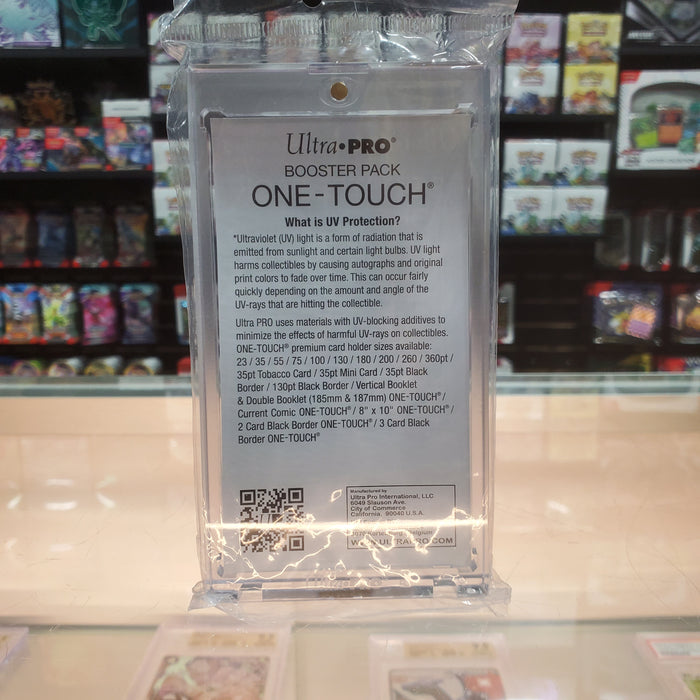 Ultra•PRO®
BOOSTER PACK
ONE-TOUCH®
What is UV Protection?
*Ultraviolet (UV) light is a form of radiation that is
emitted from sunlight and certain light bulbs. UV light
harms collectibles by causing autographs and original
print colors to fade over time. This can occur fairly
quickly depending on the amount and angle of the
UV-rays that are hitting the collectible.
Ultra PRO uses materials with UV-blocking additives to
minimize the effects of harmful UV-rays on collectibles.
ONE-TOUCH® premium card holder sizes available:
23 / 35 / 55 / 75 / 100 / 130 / 180 / 200 / 260 / 360pt /
35pt Tobacco Card / 35pt Mini Card / 35pt Black
Border / 130pt Black Border / Vertical Booklet
& Double Booklet (185mm & 187mm) ONE-TOUCH® /
Current Comic ONE-TOUCH® / 8" x 10" ONE-TOUCH® /
2 Card Black Border ONE-TOUCH® / 3 Card Black
Border ONE-TOUCH®
Manufactured by
Ultra Pro International, LLC
6049 Slauson Ave.
City of Commerce
California, 90040 U.S.A.
Belgium
WWW.ULTRAPRO.COM